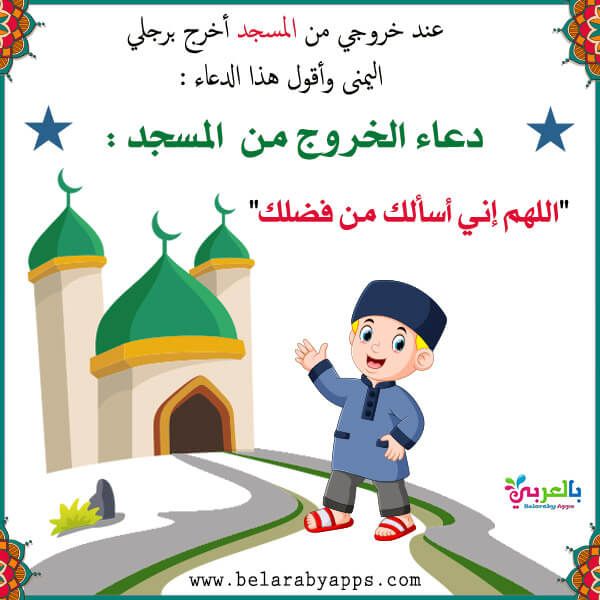 عند خروجي من المسجد أخرج برجلي
اليمنى وأقول هذا الدعاء :
دعاء الخروج من المسجد :
"اللهم إني أسألك من فضلك"
بالعربي
Belaraby Apps
www.belarabyapps.com